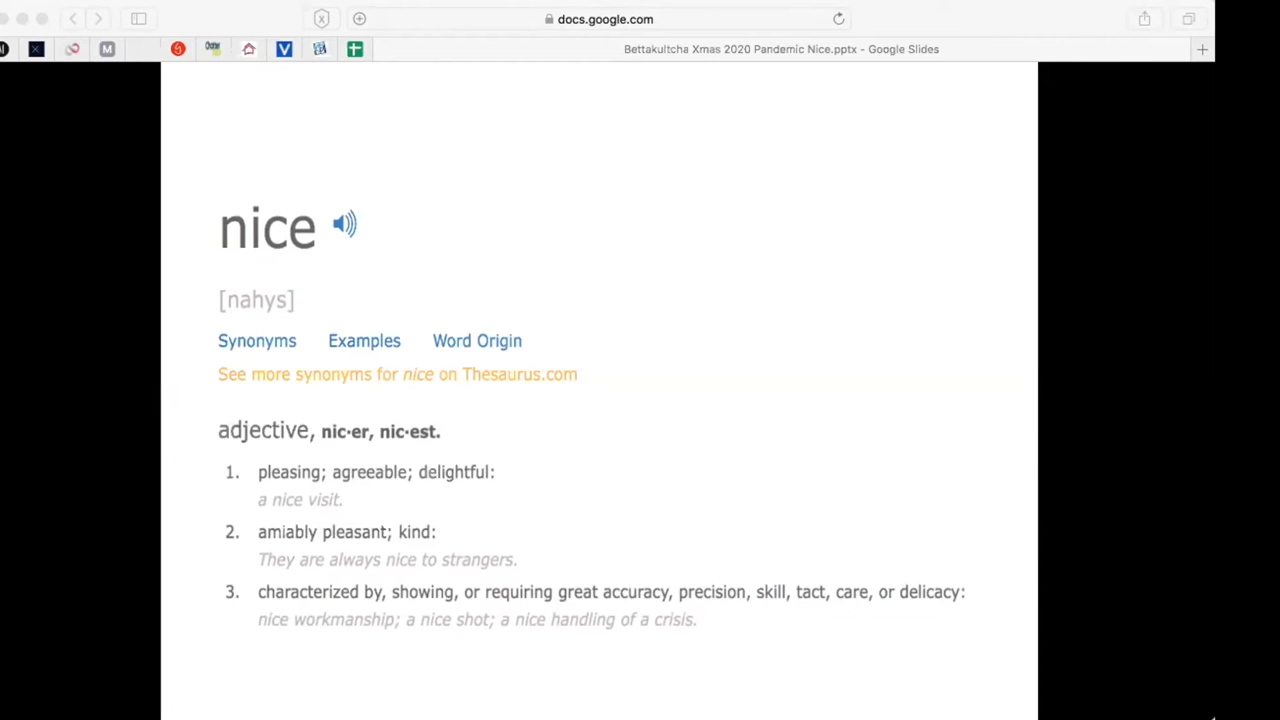 docs.google.com
Bettakultcha Xmas 2020 Pandemic Nice.pptx - Google Slides
nice
[nahys]
Synonyms Examples Word Origin
See more synonyms for nice on Thesaurus.com
adjective, nic·er, nic·est.
1. pleasing; agreeable; delightful:
a nice visit.
2. amiably pleasant; kind:
They are always nice to strangers.
3. characterized by, showing, or requiring great accuracy, precision, skill, tact, care, or delicacy:
nice workmanship; a nice shot; a nice handling of a crisis.